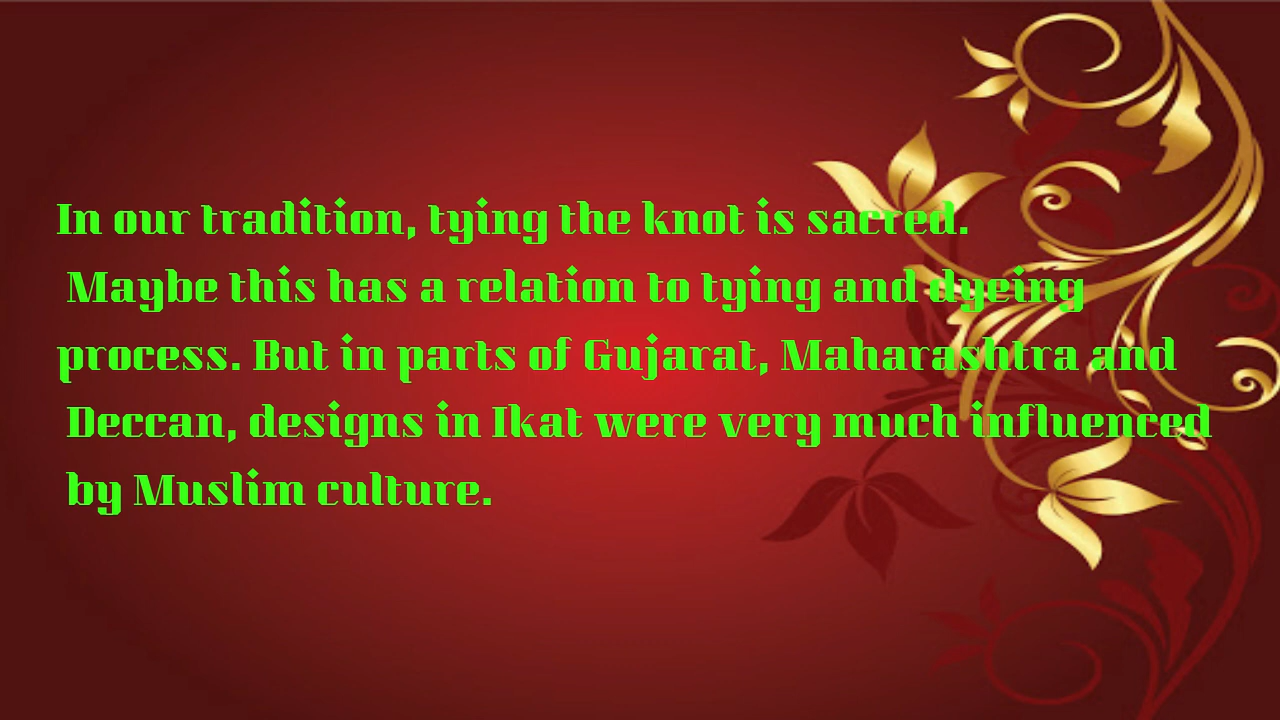 In our tradition, tying the knot is sacred.
Maybe this has a relation to tying and dyeing
process. But in parts of Gujarat, Maharashtra and
Deccan, designs in Ikat were very much influenced
by Muslim culture.